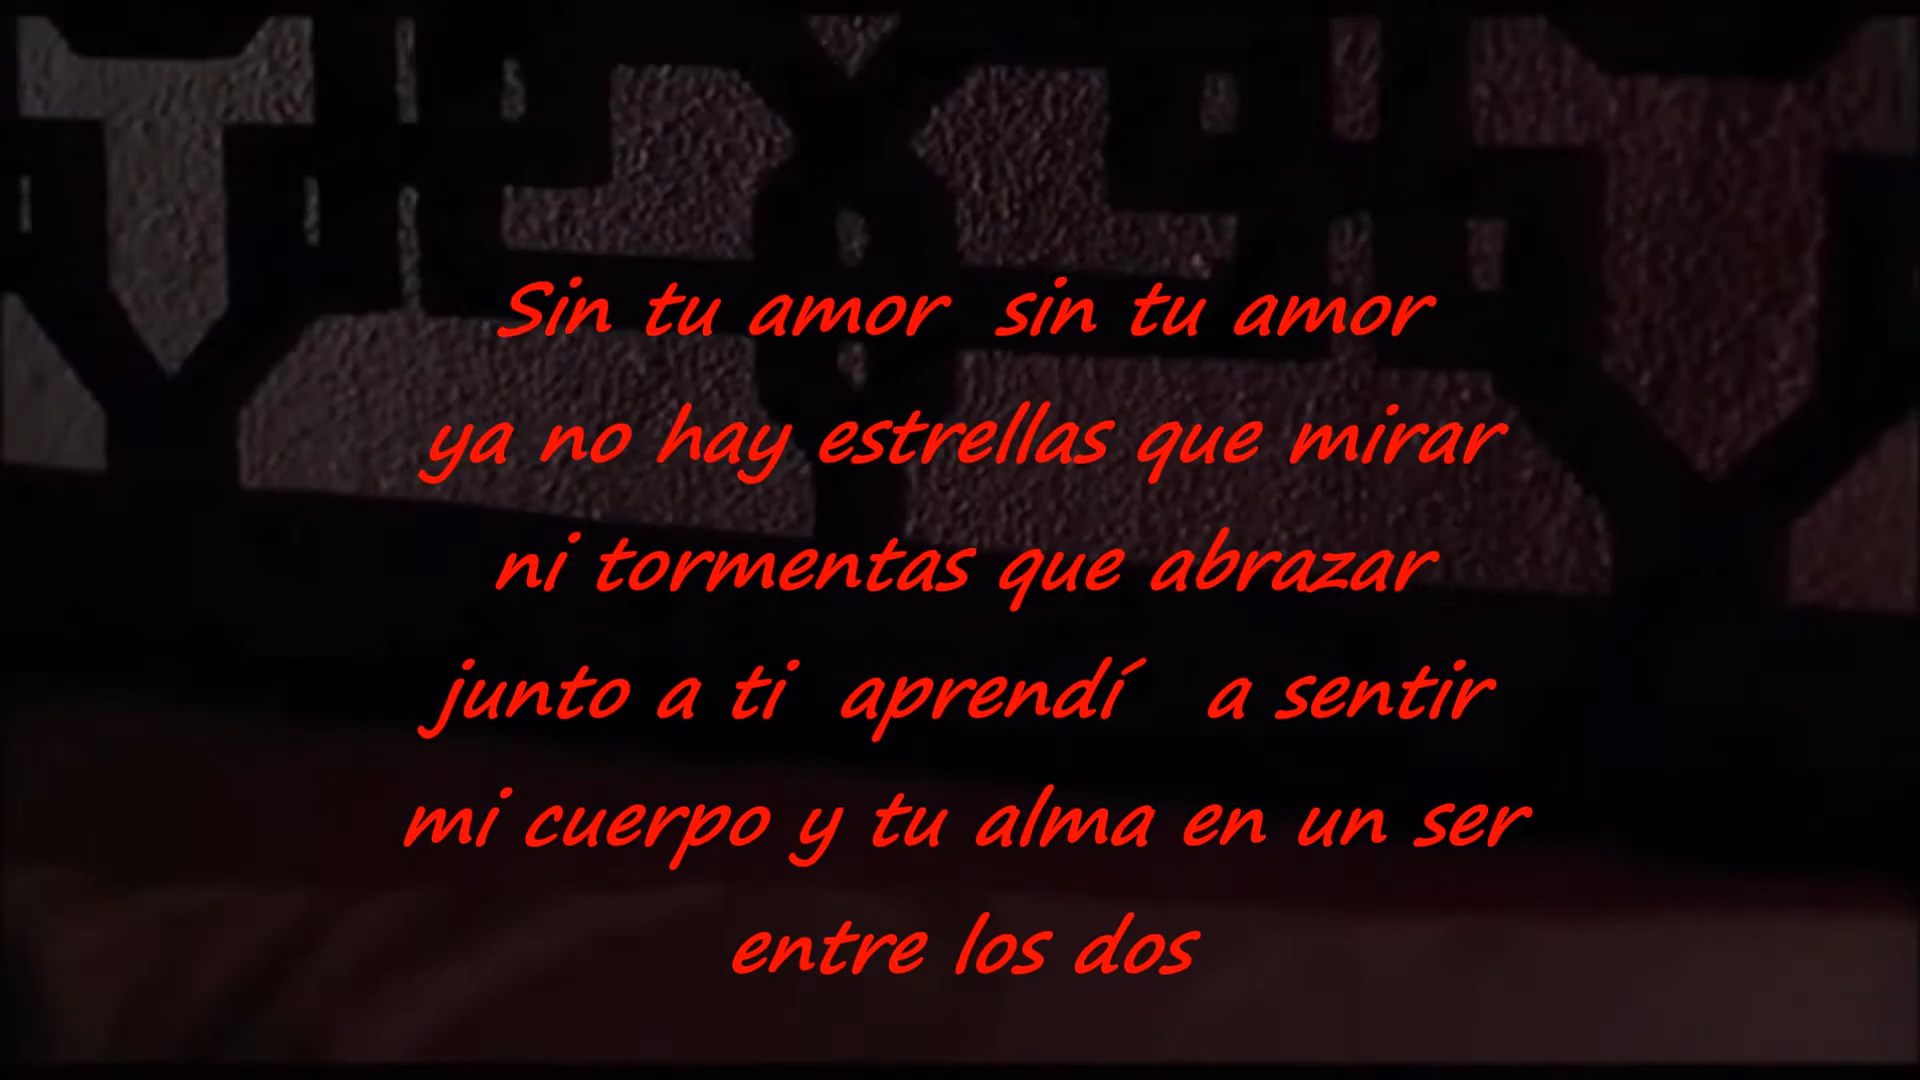 Sin tu amor sin tu amor
ya no hay estrellas que mirar
ni tormentas que abrazar
junto a ti aprendí a sentir
mi cuerpo y tu alma en un ser
entre los dos